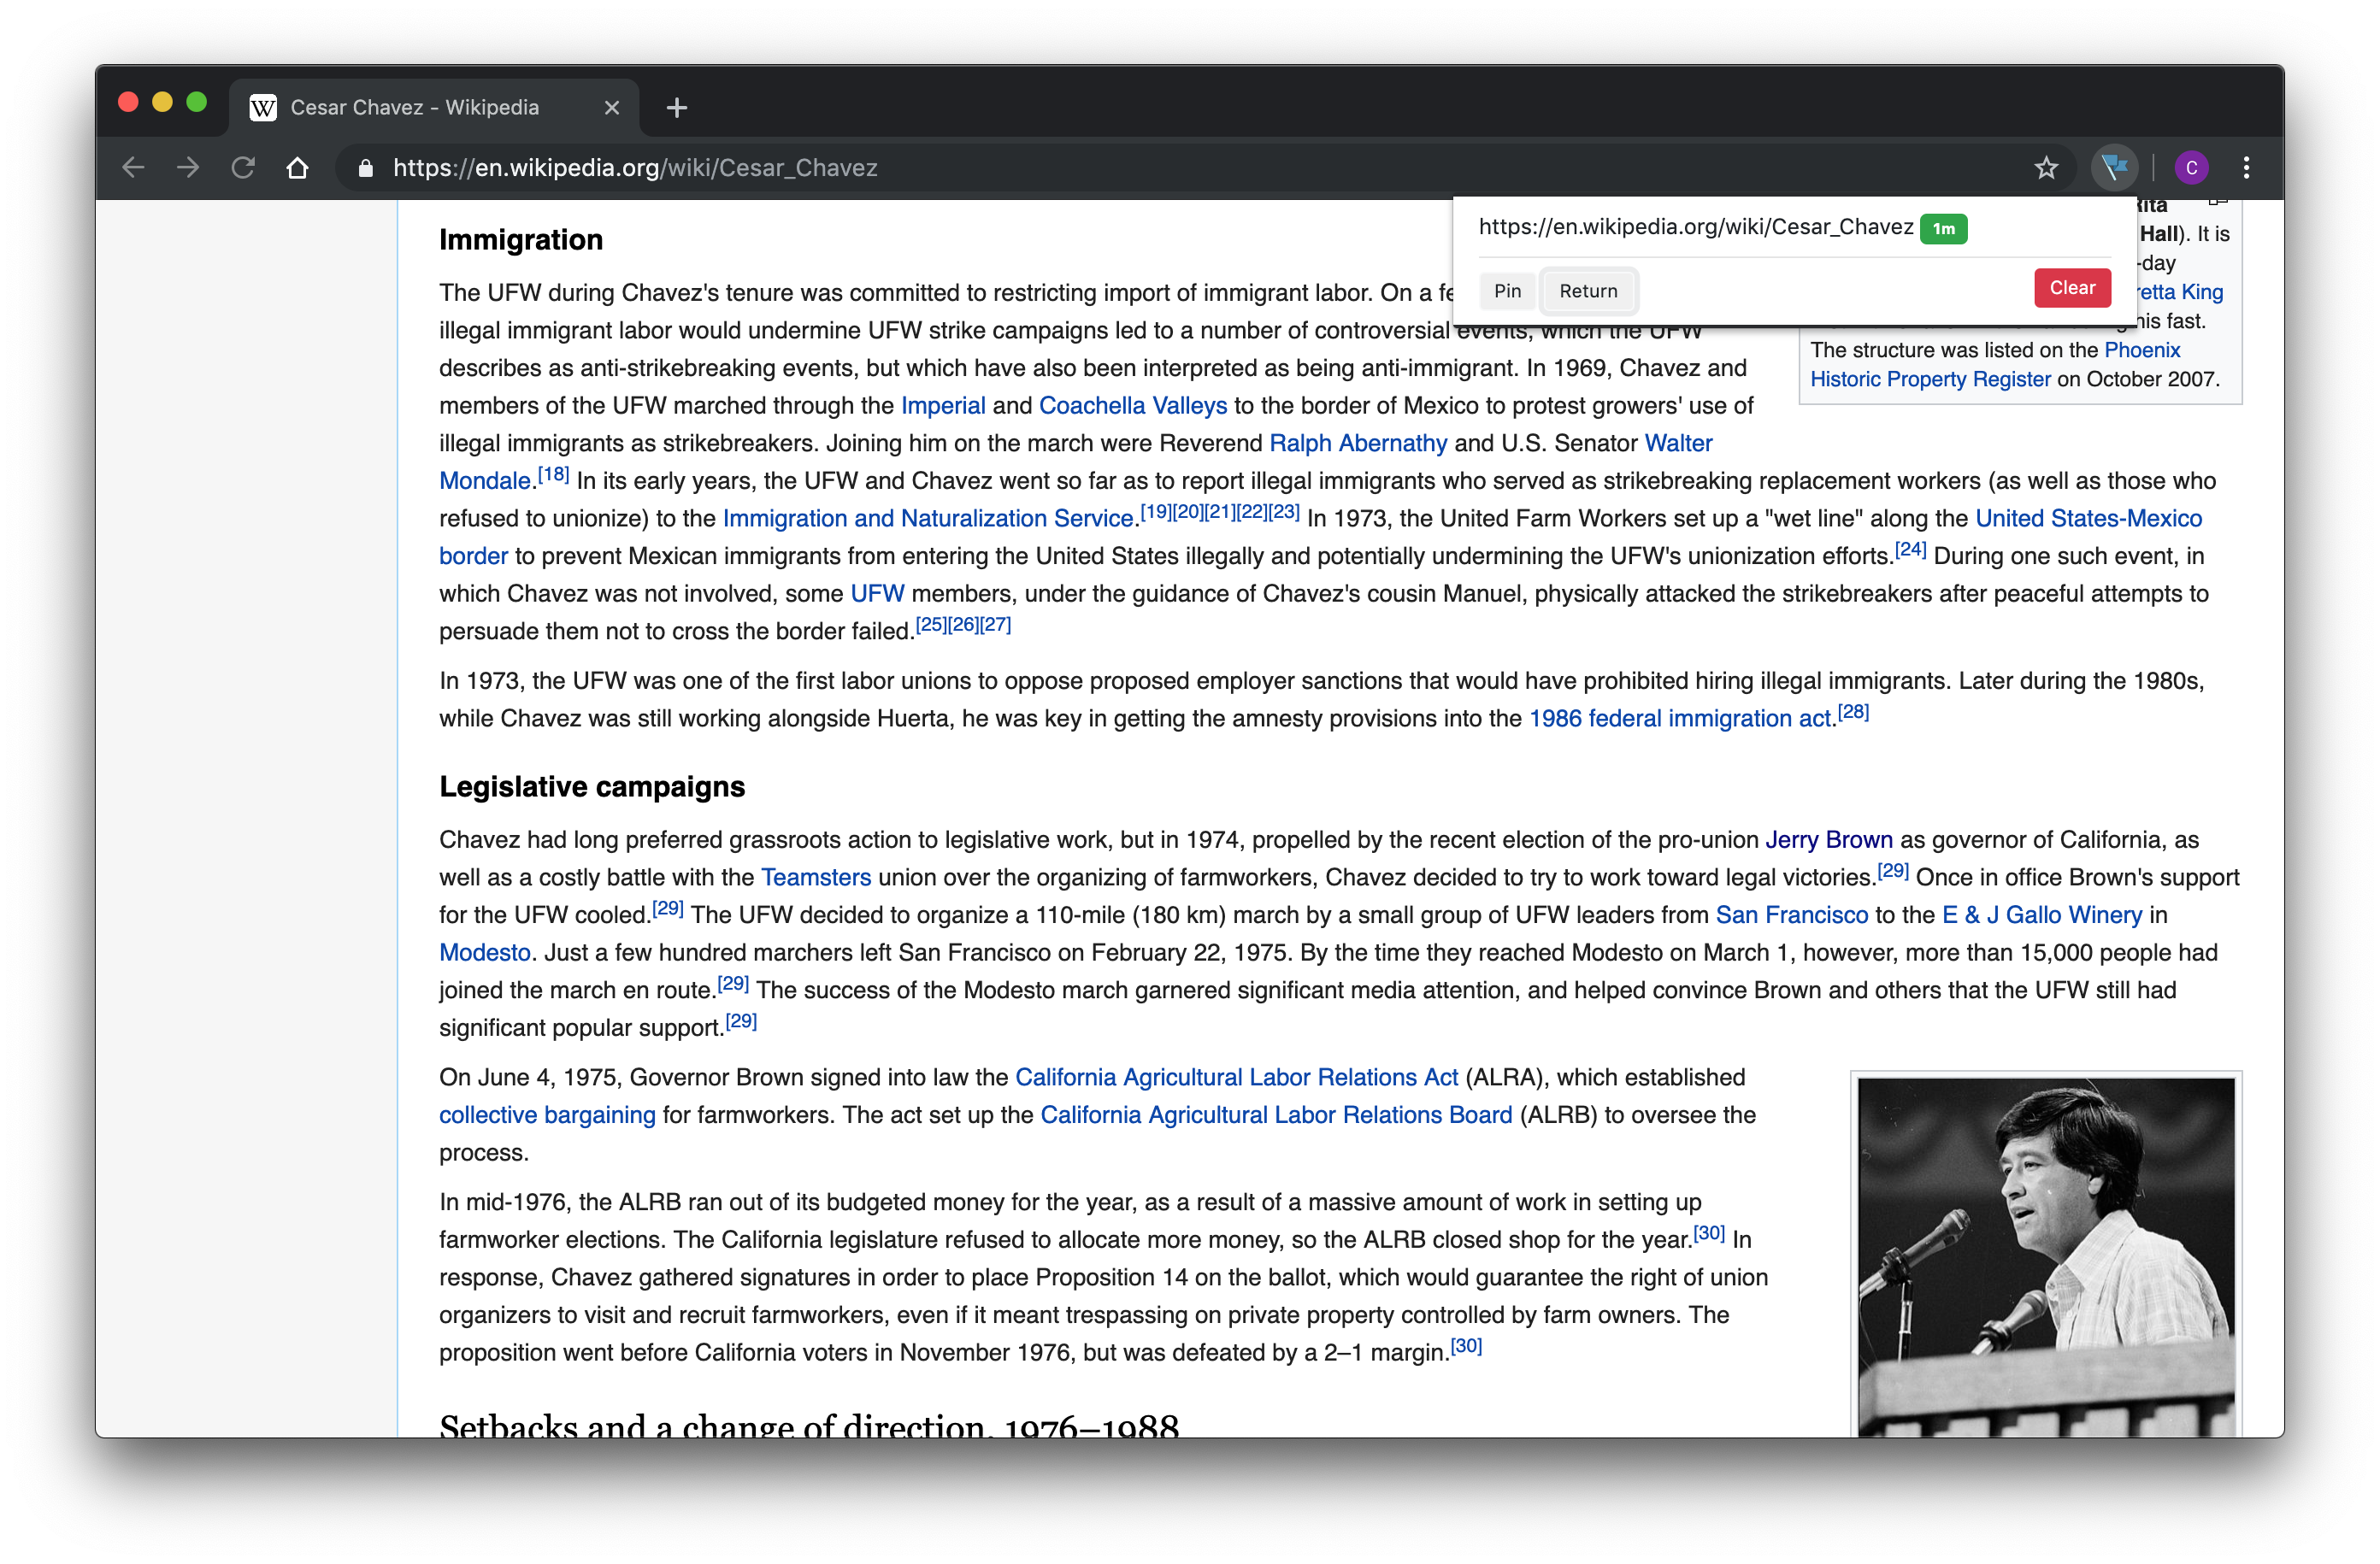 Cesar Chavez - Wikipedia
https://en.wikipedia.org/wiki/Cesar_Chavez
C
https://en.wikipedia.org/wiki/Cesar_Chavez 1m
Pin Return Clear
Hall). It is
-day
retta King
his fast.
The structure was listed on the Phoenix
Historic Property Register on October 2007.
Immigration
The UFW during Chavez's tenure was committed to restricting import of immigrant labor. On a fe
illegal immigrant labor would undermine UFW strike campaigns led to a number of controversial events, which the UFW
describes as anti-strikebreaking events, but which have also been interpreted as being anti-immigrant. In 1969, Chavez and
members of the UFW marched through the Imperial and Coachella Valleys to the border of Mexico to protest growers' use of
illegal immigrants as strikebreakers. Joining him on the march were Reverend Ralph Abernathy and U.S. Senator Walter
Mondale.[18] In its early years, the UFW and Chavez went so far as to report illegal immigrants who served as strikebreaking replacement workers (as well as those who
refused to unionize) to the Immigration and Naturalization Service.[19][20][21][22][23] In 1973, the United Farm Workers set up a "wet line" along the United States-Mexico
border to prevent Mexican immigrants from entering the United States illegally and potentially undermining the UFW's unionization efforts.[24] During one such event, in
which Chavez was not involved, some UFW members, under the guidance of Chavez's cousin Manuel, physically attacked the strikebreakers after peaceful attempts to
persuade them not to cross the border failed.[25][26][27]
In 1973, the UFW was one of the first labor unions to oppose proposed employer sanctions that would have prohibited hiring illegal immigrants. Later during the 1980s,
while Chavez was still working alongside Huerta, he was key in getting the amnesty provisions into the 1986 federal immigration act.[28]
Legislative campaigns
Chavez had long preferred grassroots action to legislative work, but in 1974, propelled by the recent election of the pro-union Jerry Brown as governor of California, as
well as a costly battle with the Teamsters union over the organizing of farmworkers, Chavez decided to try to work toward legal victories.[29] Once in office Brown's support
for the UFW cooled.[29] The UFW decided to organize a 110-mile (180 km) march by a small group of UFW leaders from San Francisco to the E & J Gallo Winery in
Modesto. Just a few hundred marchers left San Francisco on February 22, 1975. By the time they reached Modesto on March 1, however, more than 15,000 people had
joined the march en route.[29] The success of the Modesto march garnered significant media attention, and helped convince Brown and others that the UFW still had
significant popular support.[29]
On June 4, 1975, Governor Brown signed into law the California Agricultural Labor Relations Act (ALRA), which established
collective bargaining for farmworkers. The act set up the California Agricultural Labor Relations Board (ALRB) to oversee the
process.
In mid-1976, the ALRB ran out of its budgeted money for the year, as a result of a massive amount of work in setting up
farmworker elections. The California legislature refused to allocate more money, so the ALRB closed shop for the year.[30] In
response, Chavez gathered signatures in order to place Proposition 14 on the ballot, which would guarantee the right of union
organizers to visit and recruit farmworkers, even if it meant trespassing on private property controlled by farm owners. The
proposition went before California voters in November 1976, but was defeated by a 2–1 margin.[30]
Setbacks and a change of direction, 1976–1988